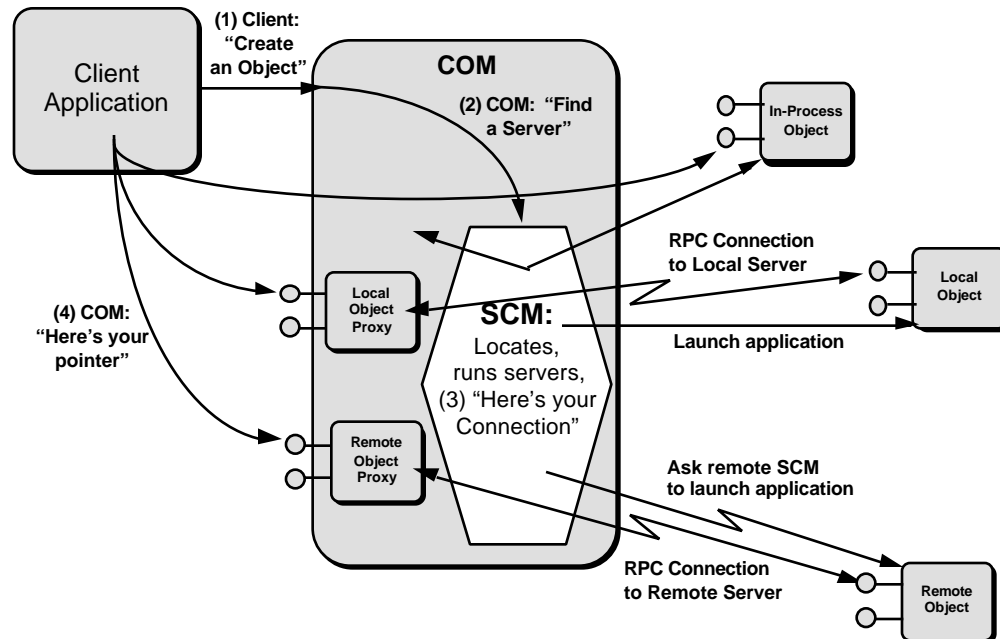 (1) Client:
“Create
an Object”
Client
Application
COM
(2) COM: “Find
a Server”
In-Process
Object
RPC Connection
to Local Server
Local
Object
Local
Object
Proxy
SCM:
Locates,
runs servers,
(3) “Here’s your
Connection”
Launch application
(4) COM:
“Here’s your
pointer”
Remote
Object
Proxy
Ask remote SCM
to launch application
RPC Connection
to Remote Server
Remote
Object